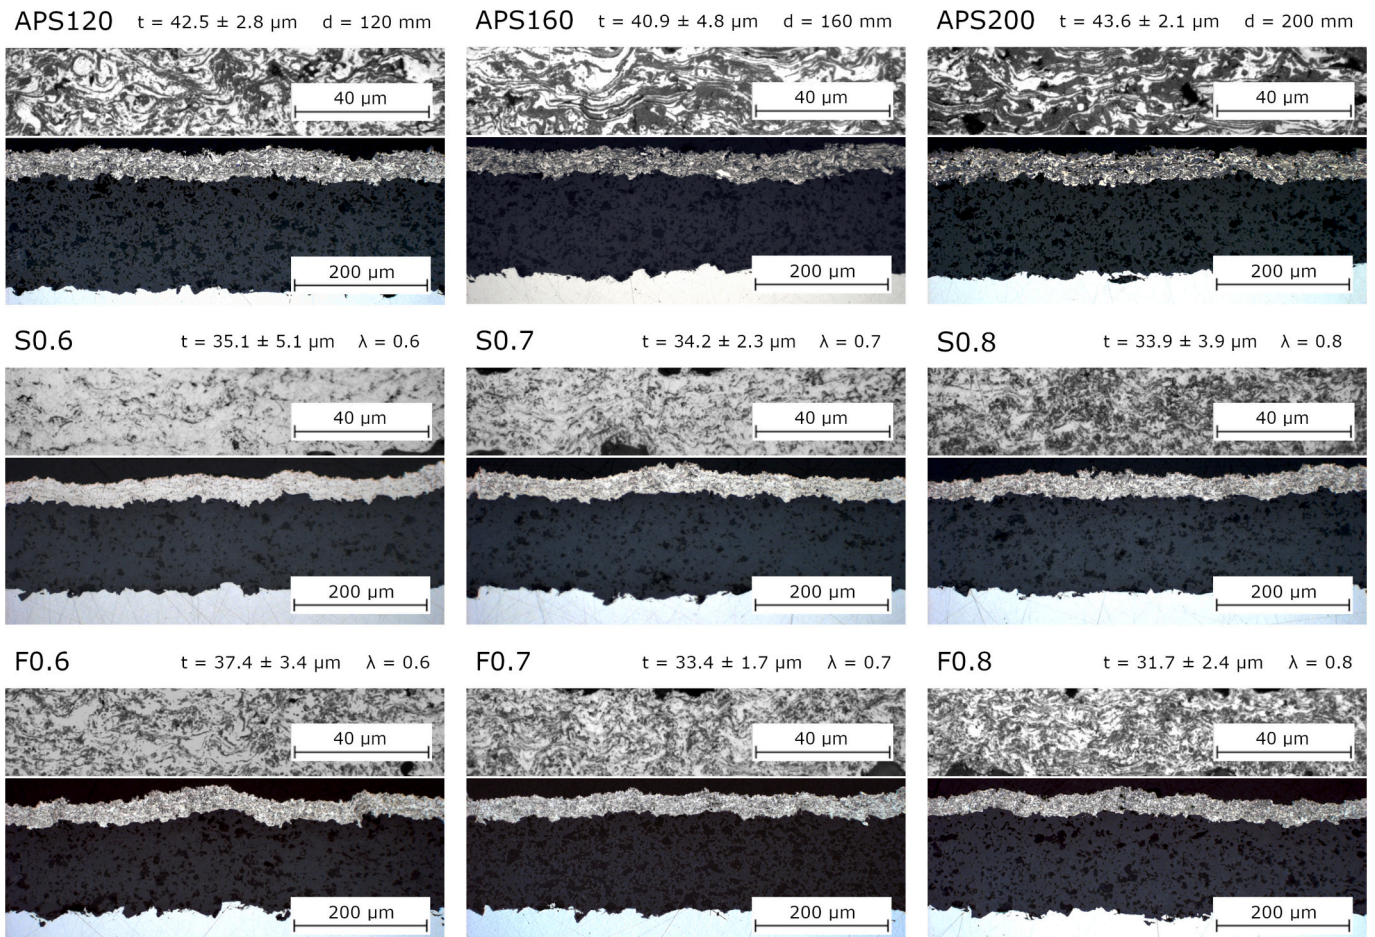 APS120 t = 42.5 ± 2.8 µm d = 120 mm
40 µm
200 µm
APS160 t = 40.9 ± 4.8 µm d = 160 mm
40 µm
200 µm
APS200 t = 43.6 ± 2.1 µm d = 200 mm
40 µm
200 µm
S0.6 t = 35.1 ± 5.1 µm λ = 0.6
40 µm
200 µm
S0.7 t = 34.2 ± 2.3 µm λ = 0.7
40 µm
200 µm
S0.8 t = 33.9 ± 3.9 µm λ = 0.8
40 µm
200 µm
F0.6 t = 37.4 ± 3.4 µm λ = 0.6
40 µm
200 µm
F0.7 t = 33.4 ± 1.7 µm λ = 0.7
40 µm
200 µm
F0.8 t = 31.7 ± 2.4 µm λ = 0.8
40 µm
200 µm